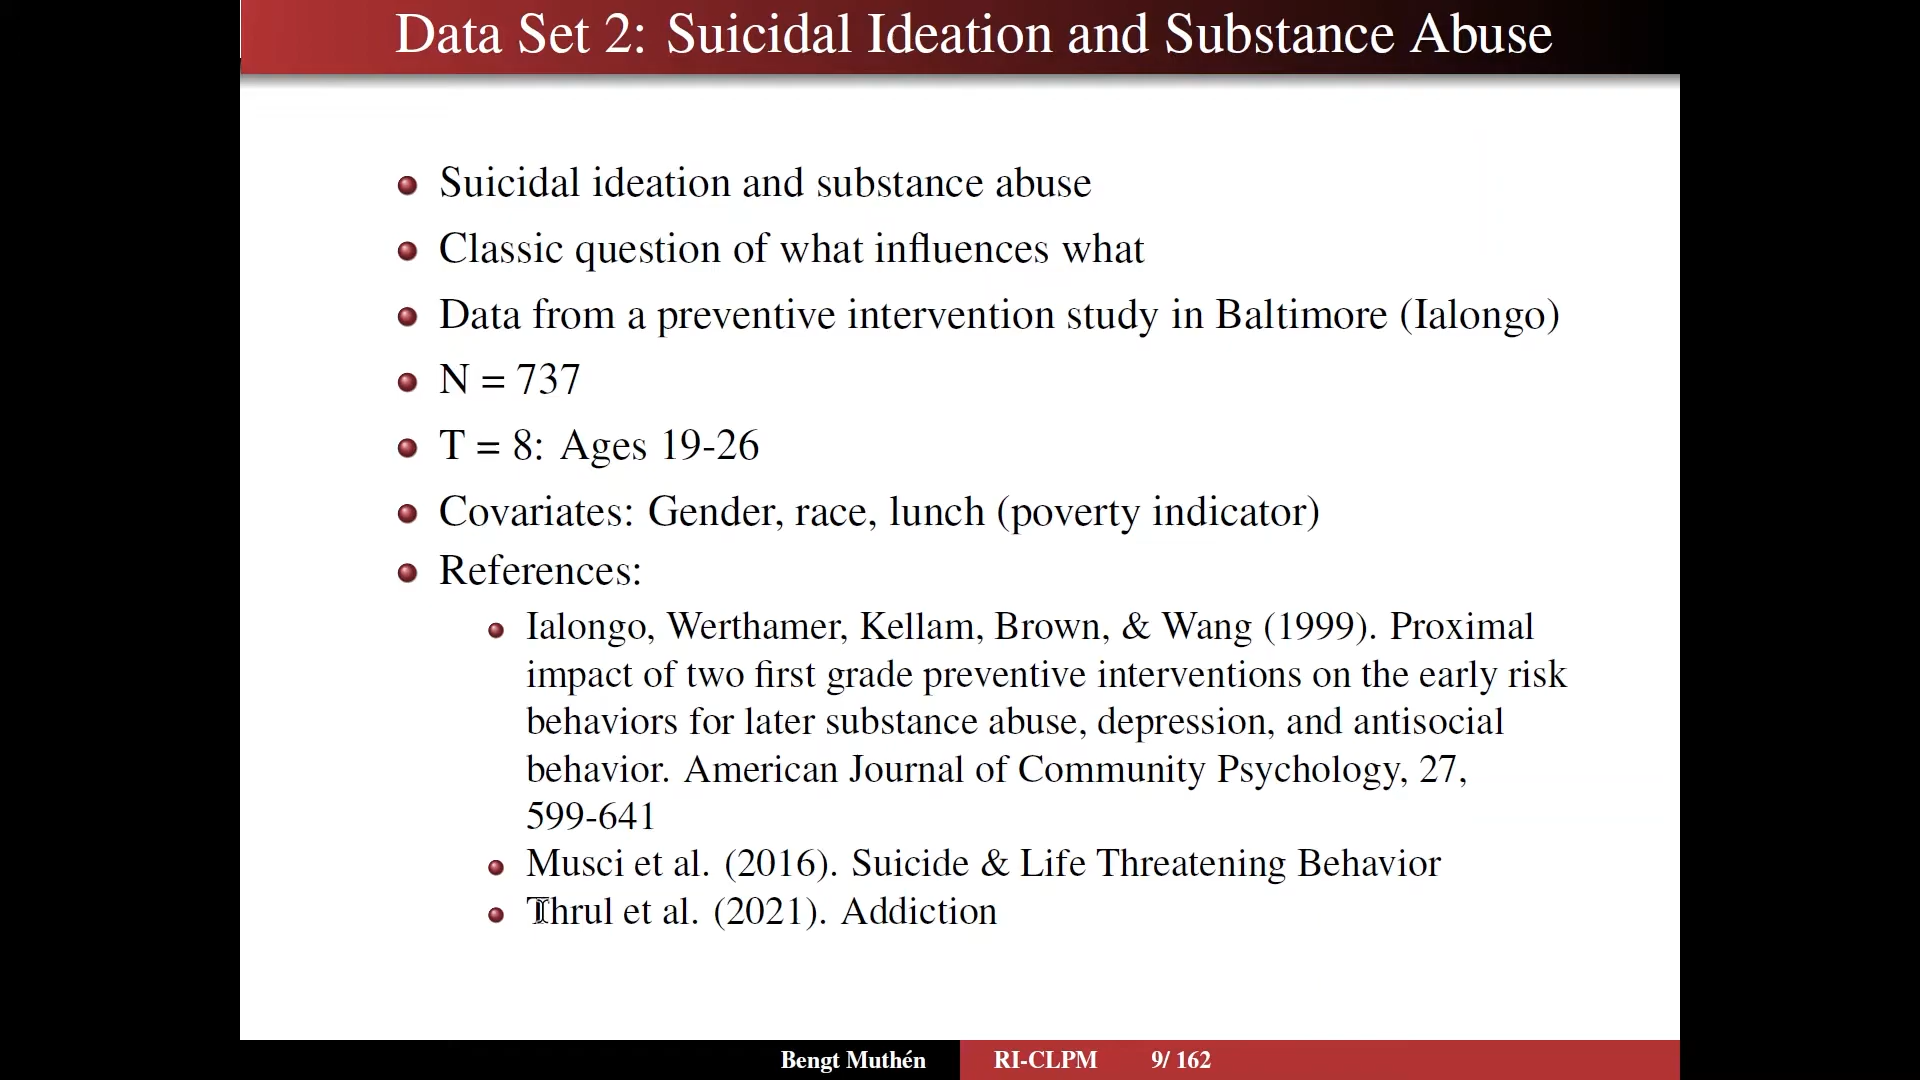 Data Set 2: Suicidal Ideation and Substance Abuse
Suicidal ideation and substance abuse
Classic question of what influences what
Data from a preventive intervention study in Baltimore (Ialongo)
N = 737
T = 8: Ages 19-26
Covariates: Gender, race, lunch (poverty indicator)
References:
Ialongo, Werthamer, Kellam, Brown, & Wang (1999). Proximal
impact of two first grade preventive interventions on the early risk
behaviors for later substance abuse, depression, and antisocial
behavior. American Journal of Community Psychology, 27,
599-641
Musci et al. (2016). Suicide & Life Threatening Behavior
Thrul et al. (2021). Addiction
Bengt Muthén RI-CLPM 9/ 162